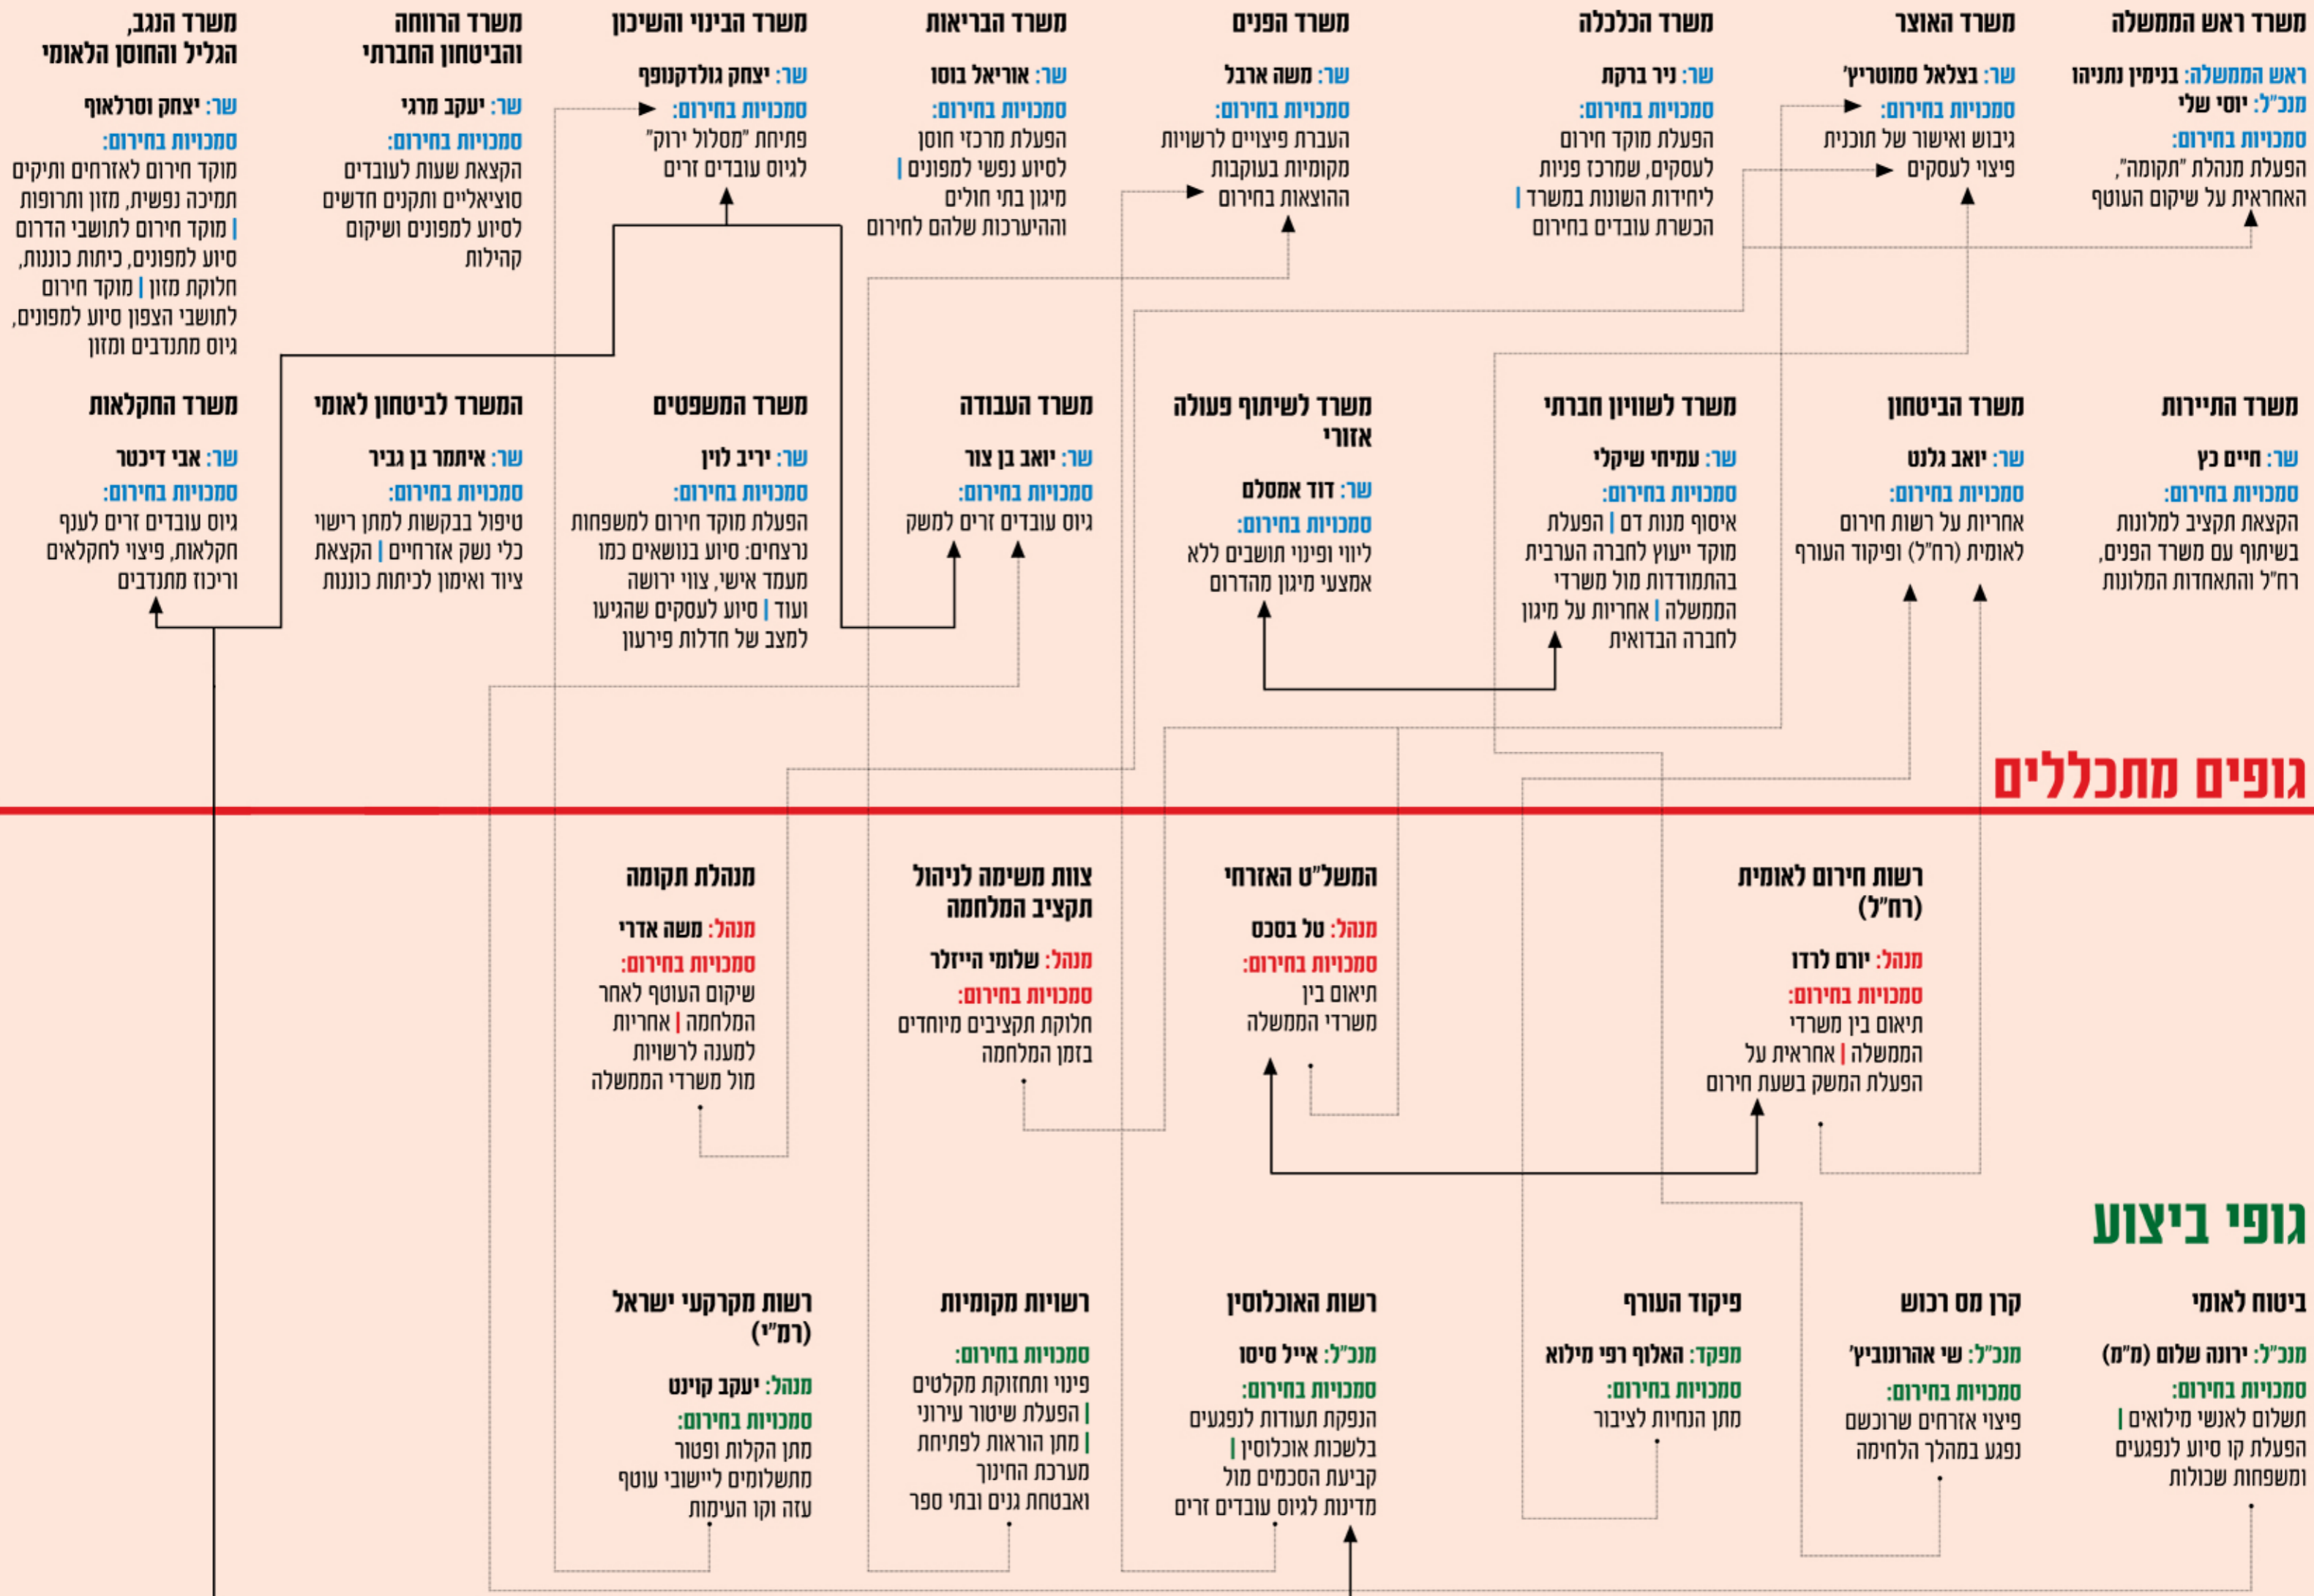 משרד ראש הממשלה
ראש הממשלה: בנימין נתניהו
מנכ"ל: יוסי שלי
סמכויות בחירום:
הפעלת מנהלת "תקומה",
האחראית על שיקום העוטף
משרד האוצר
שר: בצלאל סמוטריץ'
סמכויות בחירום:
גיבוש ואישור של תוכנית
פיצוי לעסקים
משרד הכלכלה
שר: ניר ברקת
סמכויות בחירום:
הפעלת מוקד חירום
לעסקים, שמרכז פניות
ליחידות השונות במשרד |
הכשרת עובדים בחירום
משרד הפנים
שר: משה ארבל
סמכויות בחירום:
העברת פיצויים לרשויות
מקומיות בעוקבות
ההוצאות בחירום
משרד הבריאות
שר: אוריאל בוסו
סמכויות בחירום:
הפעלת מרכזי חוסן
לסיוע נפשי למפונים |
מיגון בתי חולים
וההיערכות שלהם לחירום
משרד הבינוי והשיכון
שר: יצחק גולדקנופף
סמכויות בחירום:
פתיחת "מסלול ירוק"
לגיוס עובדים זרים
משרד הרווחה
והביטחון החברתי
שר: יעקב מרגי
סמכויות בחירום:
הקצאת שעות לעובדים
סוציאליים ותקנים חדשים
לסיוע למפונים ושיקום
קהילות
משרד הנגב,
הגליל והחוסן הלאומי
שר: יצחק וסרלאוף
סמכויות בחירום:
מוקד חירום לאזרחים ותיקים
תמיכה נפשית, מזון ותרופות
| מוקד חירום לתושבי הדרום
סיוע למפונים, כיתות כוננות,
חלוקת מזון | מוקד חירום
לתושבי הצפון סיוע למפונים,
גיוס מתנדבים ומזון
משרד התיירות
שר: חיים כץ
סמכויות בחירום:
הקצאת תקציב למלונות
בשיתוף עם משרד הפנים,
רח"ל והתאחדות המלונות
משרד הביטחון
שר: יואב גלנט
סמכויות בחירום:
אחריות על רשות חירום
לאומית (רח"ל) ופיקוד העורף
משרד לשוויון חברתי
שר: עמיחי שיקלי
סמכויות בחירום:
איסוף מנות דם | הפעלת
מוקד ייעוץ לחברה הערבית
בהתמודדות מול משרדי
הממשלה | אחריות על מיגון
לחברה הבדואית
משרד לשיתוף פעולה
אזורי
שר: דוד אמסלם
סמכויות בחירום:
ליווי ופינוי תושבים ללא
אמצעי מיגון מהדרום
משרד העבודה
שר: יואב בן צור
סמכויות בחירום:
גיוס עובדים זרים למשק
משרד המשפטים
שר: יריב לוין
סמכויות בחירום:
הפעלת מוקד חירום למשפחות
נרצחים: סיוע בנושאים כמו
מעמד אישי, צווי ירושה
ועוד | סיוע לעסקים שהגיעו
למצב של חדלות פירעון
המשרד לביטחון לאומי
שר: איתמר בן גביר
סמכויות בחירום:
טיפול בבקשות למתן רישוי
כלי נשק אזרחיים | הקצאת
ציוד ואימון לכיתות כוננות
משרד החקלאות
שר: אבי דיכטר
סמכויות בחירום:
גיוס עובדים זרים לענף
חקלאות, פיצוי לחקלאים
וריכוז מתנדבים
גופים מתכללים
רשות חירום לאומית
(רח"ל)
מנהל: יורם לרדו
סמכויות בחירום:
תיאום בין משרדי
הממשלה | אחראית על
הפעלת המשק בשעת חירום
המשל"ט האזרחי
מנהל: טל בסכס
סמכויות בחירום:
תיאום בין
משרדי הממשלה
צוות משימה לניהול
תקציב המלחמה
מנהל: שלומי הייזלר
סמכויות בחירום:
חלוקת תקציבים מיוחדים
בזמן המלחמה
מנהלת תקומה
מנהל: משה אדרי
סמכויות בחירום:
שיקום העוטף לאחר
המלחמה | אחריות
למענה לרשויות
מול משרדי הממשלה
גופי ביצוע
ביטוח לאומי
מנכ"ל: ירונה שלום (מ"מ)
סמכויות בחירום:
תשלום לאנשי מילואים |
הפעלת קו סיוע לנפגעים
ומשפחות שכולות
קרן מס רכוש
מנכ"ל: שי אהרונוביץ'
סמכויות בחירום:
פיצוי אזרחים שרוכשם
נפגע במהלך הלחימה
פיקוד העורף
מפקד: האלוף רפי מילוא
סמכויות בחירום:
מתן הנחיות לציבור
רשות האוכלוסין
מנכ"ל: אייל סיסו
סמכויות בחירום:
הנפקת תעודות לנפגעים
בלשכות אוכלוסין |
קביעת הסכמים מול
מדינות לגיוס עובדים זרים
רשויות מקומיות
סמכויות בחירום:
פינוי ותחזוקת מקלטים
| הפעלת שיטור עירוני
| מתן הוראות לפתיחת
מערכת החינוך
ואבטחת גנים ובתי ספר
רשות מקרקעי ישראל
(רמ"י)
מנהל: יעקב קוינט
סמכויות בחירום:
מתן הקלות ופטור
מתשלומים ליישובי עוטף
עזה וקו העימות